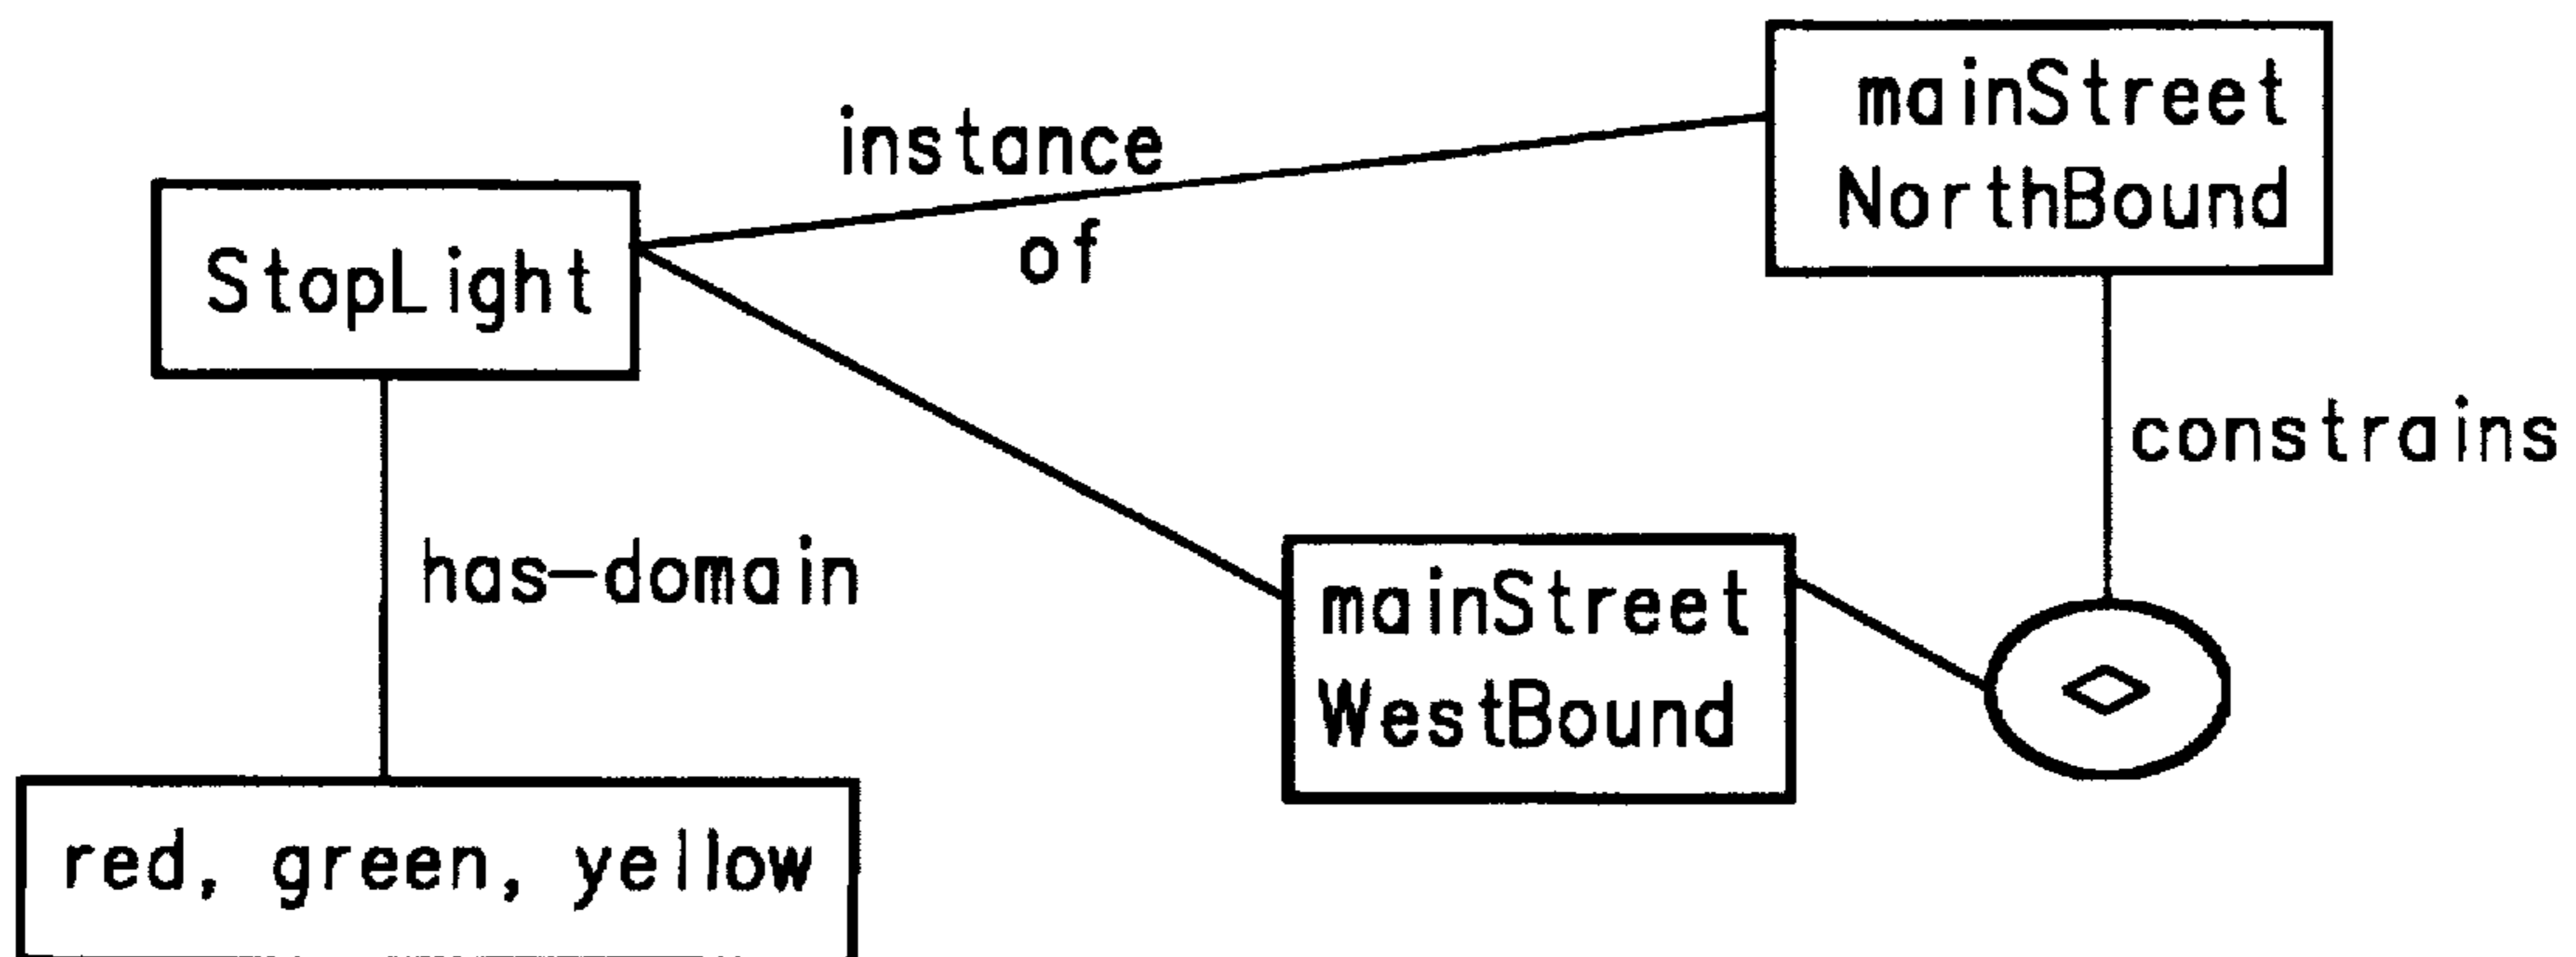 mainStreet
NorthBound
instance
of
StopLight
constrains
has-domain
mainStreet
WestBound
red, green, yellow